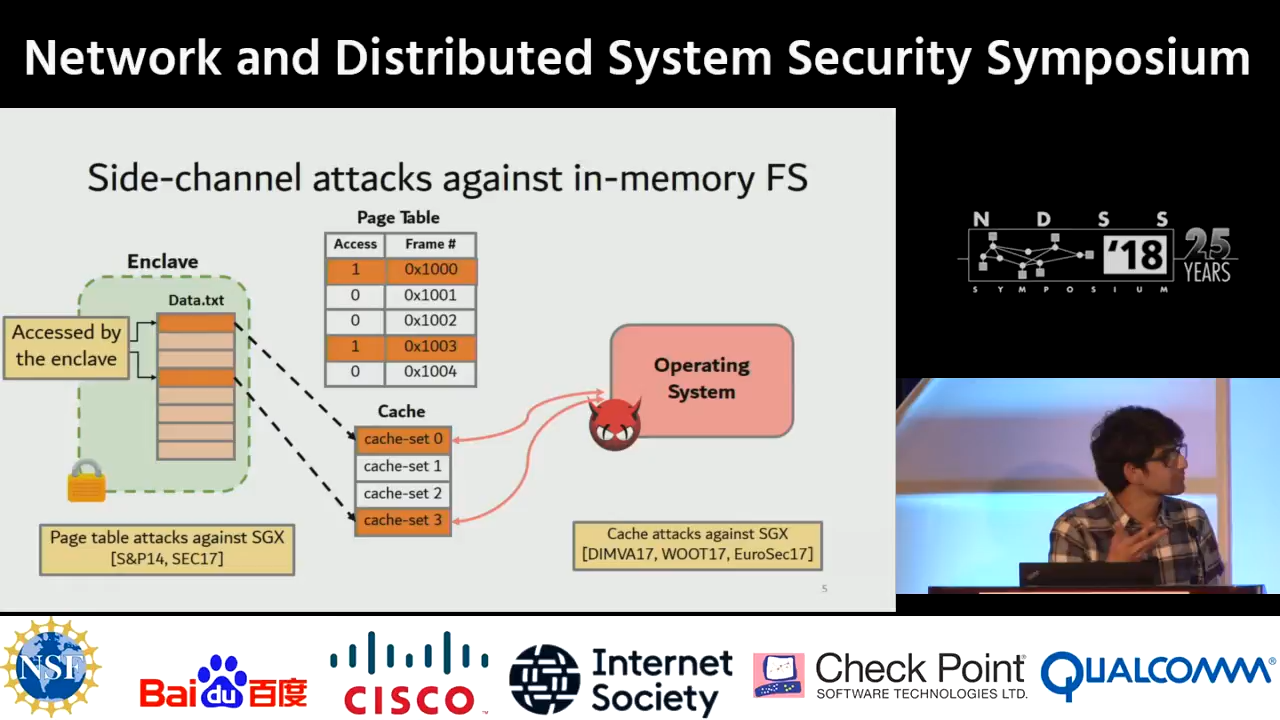 Network and Distributed System Security Symposium
Side-channel attacks against in-memory FS
Page Table
Access Frame #
1 0x1000
0 0x1001
0 0x1002
1 0x1003
0 0x1004
Enclave
Data.txt
Accessed by
the enclave
Cache
cache-set 0
cache-set 1
cache-set 2
cache-set 3
Operating
System
Page table attacks against SGX
[S&P14, SEC17]
Cache attacks against SGX
[DIMVA17, WOOT17, EuroSec17]
5
N D S S
'18
25
YEARS
SYMPOSIUM
NSF
Bai du 百度
CISCO™
Internet
Society
Check Point®
SOFTWARE TECHNOLOGIES LTD.
QUALCOMM®